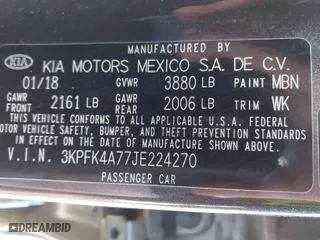 MANUFACTURED BY
KIA KIA MOTORS MEXICO S.A. DE C.V.
01/18 GVWR 3880 LB PAINT MBN
GAWR FRONT 2161 LB GAWR REAR 2006 LB TRIM WK
THIS VEHICLE CONFORMS TO ALL APPLICABLE U.S. FEDERAL
MOTOR VEHICLE SAFETY, BUMPER, AND THEFT PREVENTION STANDARDS
IN EFFECT ON THE DATE OF MANUFACTURE SHOWN ABOVE.
V.I.N. 3KPFK4A77JE224270
PASSENGER CAR
DREAMBID